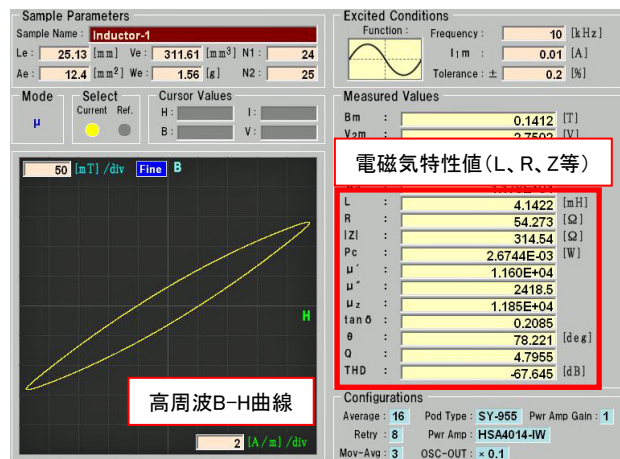 Sample Parameters
Sample Name : Inductor-1
Le : 25.13 [mm] Ve : 311.61 [mm³] N1 : 24
Ae : 12.4 [mm²] We : 1.56 [g] N2 : 25
Mode Select Cursor Values
Current Ref. H : I :
μ B : V :
50 [mT] /div Fine B
H
高周波B-H曲線
2 [A/m] /div
Excited Conditions
Function : Frequency : 10 [kHz]
I1m : 0.01 [A]
Tolerance : ± 0.2 [%]
Measured Values
Bm : 0.1412 [T]
V2m : 2.7502 [V]
電磁気特性値（L、R、Z等）
L : 4.1422 [mH]
R : 54.273 [Ω]
|Z| : 314.54 [Ω]
Pc : 2.6744E-03 [W]
μ′ : 1.160E+04
μ″ : 2418.5
μz : 1.185E+04
tanδ : 0.2085
θ : 78.221 [deg]
Q : 4.7955
THD : -67.645 [dB]
Configurations
Average : 16 Pod Type : SY-955 Pwr Amp Gain : 1
Retry : 8 Pwr Amp : HSA4014-IW
Mov-Avg : 3 OSC-OUT : × 0.1